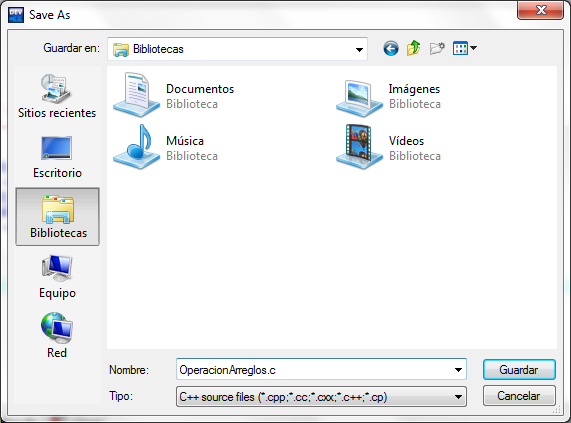 DEV
Save As
Guardar en:
Bibliotecas
Sitios recientes
Escritorio
Bibliotecas
Equipo
Red
Documentos
Biblioteca
Imágenes
Biblioteca
Música
Biblioteca
Vídeos
Biblioteca
Nombre:
OperacionArreglos.c
Guardar
Tipo:
C++ source files (*.cpp;*.cc;*.cxx;*.c++;*.cp)
Cancelar